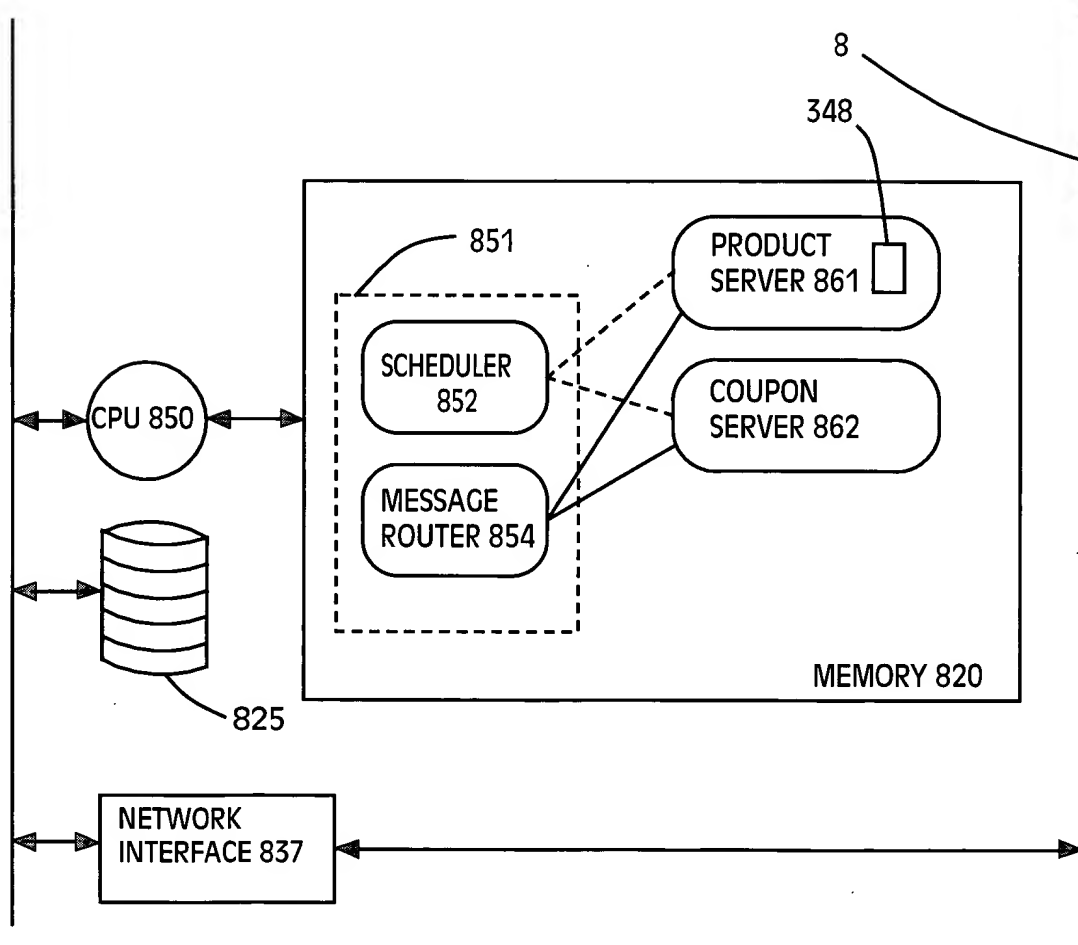 8
348
851
PRODUCT
SERVER 861
SCHEDULER
852
COUPON
SERVER 862
CPU 850
MESSAGE
ROUTER 854
MEMORY 820
825
NETWORK
INTERFACE 837